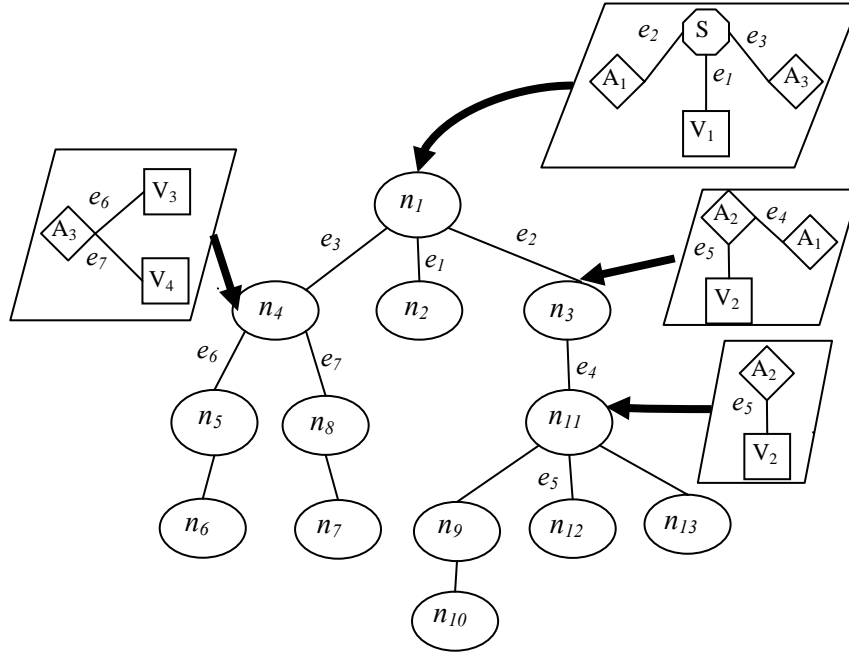 e2 S e3
A1 e1 A3
V1
e6 V3
A3
e7 V4
A2 e4
e5 A1
V2
n1
e3 e1 e2
n4 n2 n3
e6 e7 e4
A2
e5
V2
n5 n8 n11
e5
n6 n7 n9 n12 n13
n10